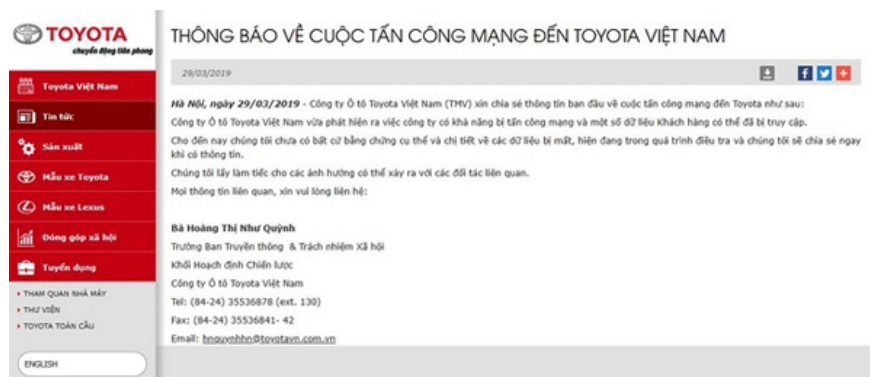 TOYOTA
chuyển động tiên phong
Toyota Việt Nam
Tin tức
Sản xuất
Mẫu xe Toyota
Mẫu xe Lexus
Đóng góp xã hội
Tuyển dụng
THAM QUAN NHÀ MÁY
THƯ VIỆN
TOYOTA TOÀN CẦU
ENGLISH
THÔNG BÁO VỀ CUỘC TẤN CÔNG MẠNG ĐẾN TOYOTA VIỆT NAM
29/03/2019
Hà Nội, ngày 29/03/2019 - Công ty Ô tô Toyota Việt Nam (TMV) xin chia sẻ thông tin ban đầu về cuộc tấn công mạng đến Toyota như sau:
Công ty Ô tô Toyota Việt Nam vừa phát hiện ra việc công ty có khả năng bị tấn công mạng và một số dữ liệu Khách hàng có thể đã bị truy cập.
Cho đến nay chúng tôi chưa có bất cứ bằng chứng cụ thể và chi tiết về các dữ liệu bị mất, hiện đang trong quá trình điều tra và chúng tôi sẽ chia sẻ ngay
khi có thông tin.
Chúng tôi lấy làm tiếc cho các ảnh hưởng có thể xảy ra với các đối tác liên quan.
Mọi thông tin liên quan, xin vui lòng liên hệ:
Bà Hoàng Thị Như Quỳnh
Trưởng Ban Truyền thông & Trách nhiệm Xã hội
Khối Hoạch định Chiến lược
Công ty Ô tô Toyota Việt Nam
Tel: (84-24) 35536878 (ext. 130)
Fax: (84-24) 35536841- 42
Email: hnquynhhn@toyotavn.com.vn